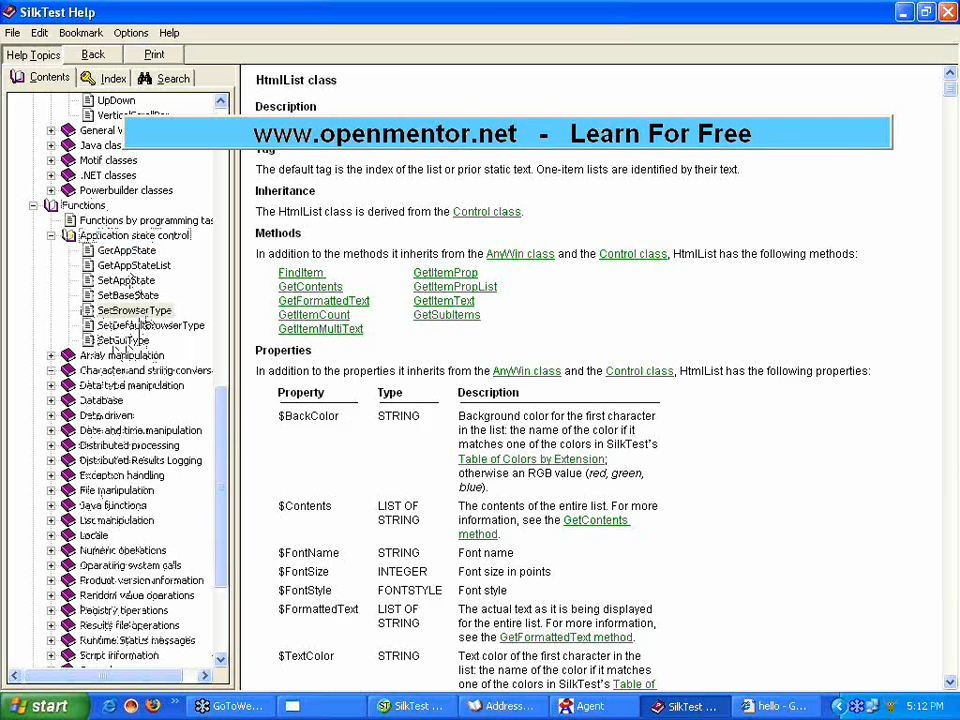 SilkTest Help
File Edit Bookmark Options Help
Help Topics Back Print
Contents Index Search
UpDown
General
Java clas
Motif classes
.NET classes
Powerbuilder classes
Functions
Functions by programming tas
Application state control
GetAppState
GetAppStateList
SetAppState
SetBaseState
SetBrowserType
SetDefaultBrowserType
SetGuiType
Array manipulation
Character and string convers
Data type manipulation
Database
Data driven
Date and time manipulation
Distributed processing
Distributed Results Logging
Exception handling
File manipulation
Java functions
List manipulation
Locale
Numeric operations
Operating system calls
Product version information
Random value operations
Registry operations
Results file operations
Runtime Status messages
Script information
HtmlList class
Description
www.openmentor.net - Learn For Free
Tag
The default tag is the index of the list or prior static text. One-item lists are identified by their text.
Inheritance
The HtmlList class is derived from the Control class.
Methods
In addition to the methods it inherits from the AnyWin class and the Control class, HtmlList has the following methods:
FindItem GetItemProp
GetContents GetItemPropList
GetFormattedText GetItemText
GetItemCount GetSubItems
GetItemMultiText
Properties
In addition to the properties it inherits from the AnyWin class and the Control class, HtmlList has the following properties:
Property Type Description
$BackColor STRING Background color for the first character
in the list: the name of the color if it
matches one of the colors in SilkTest's
Table of Colors by Extension;
otherwise an RGB value (red, green,
blue).
$Contents LIST OF The contents of the entire list. For more
STRING information, see the GetContents
method.
$FontName STRING Font name
$FontSize INTEGER Font size in points
$FontStyle FONTSTYLE Font style
$FormattedText LIST OF The actual text as it is being displayed
STRING for the entire list. For more information,
see the GetFormattedText method.
$TextColor STRING Text color of the first character in the
list: the name of the color if it matches
one of the colors in SilkTest's Table of
start GoToWe... SilkTest ... Address... Agent SilkTest ... hello - G... 5:12 PM